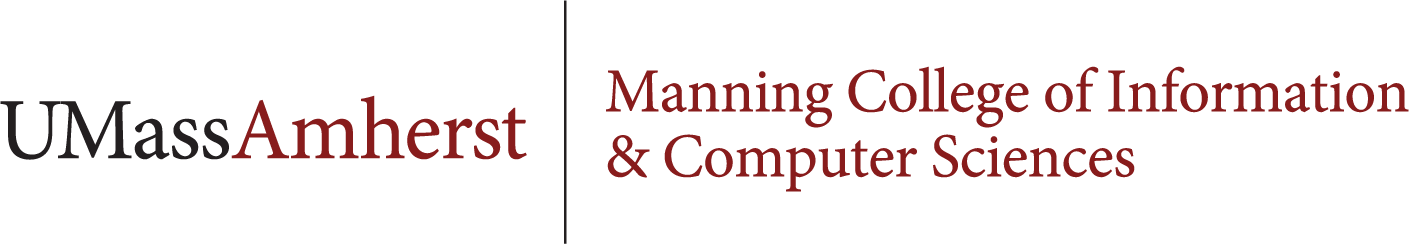 UMassAmherst
Manning College of Information
& Computer Sciences